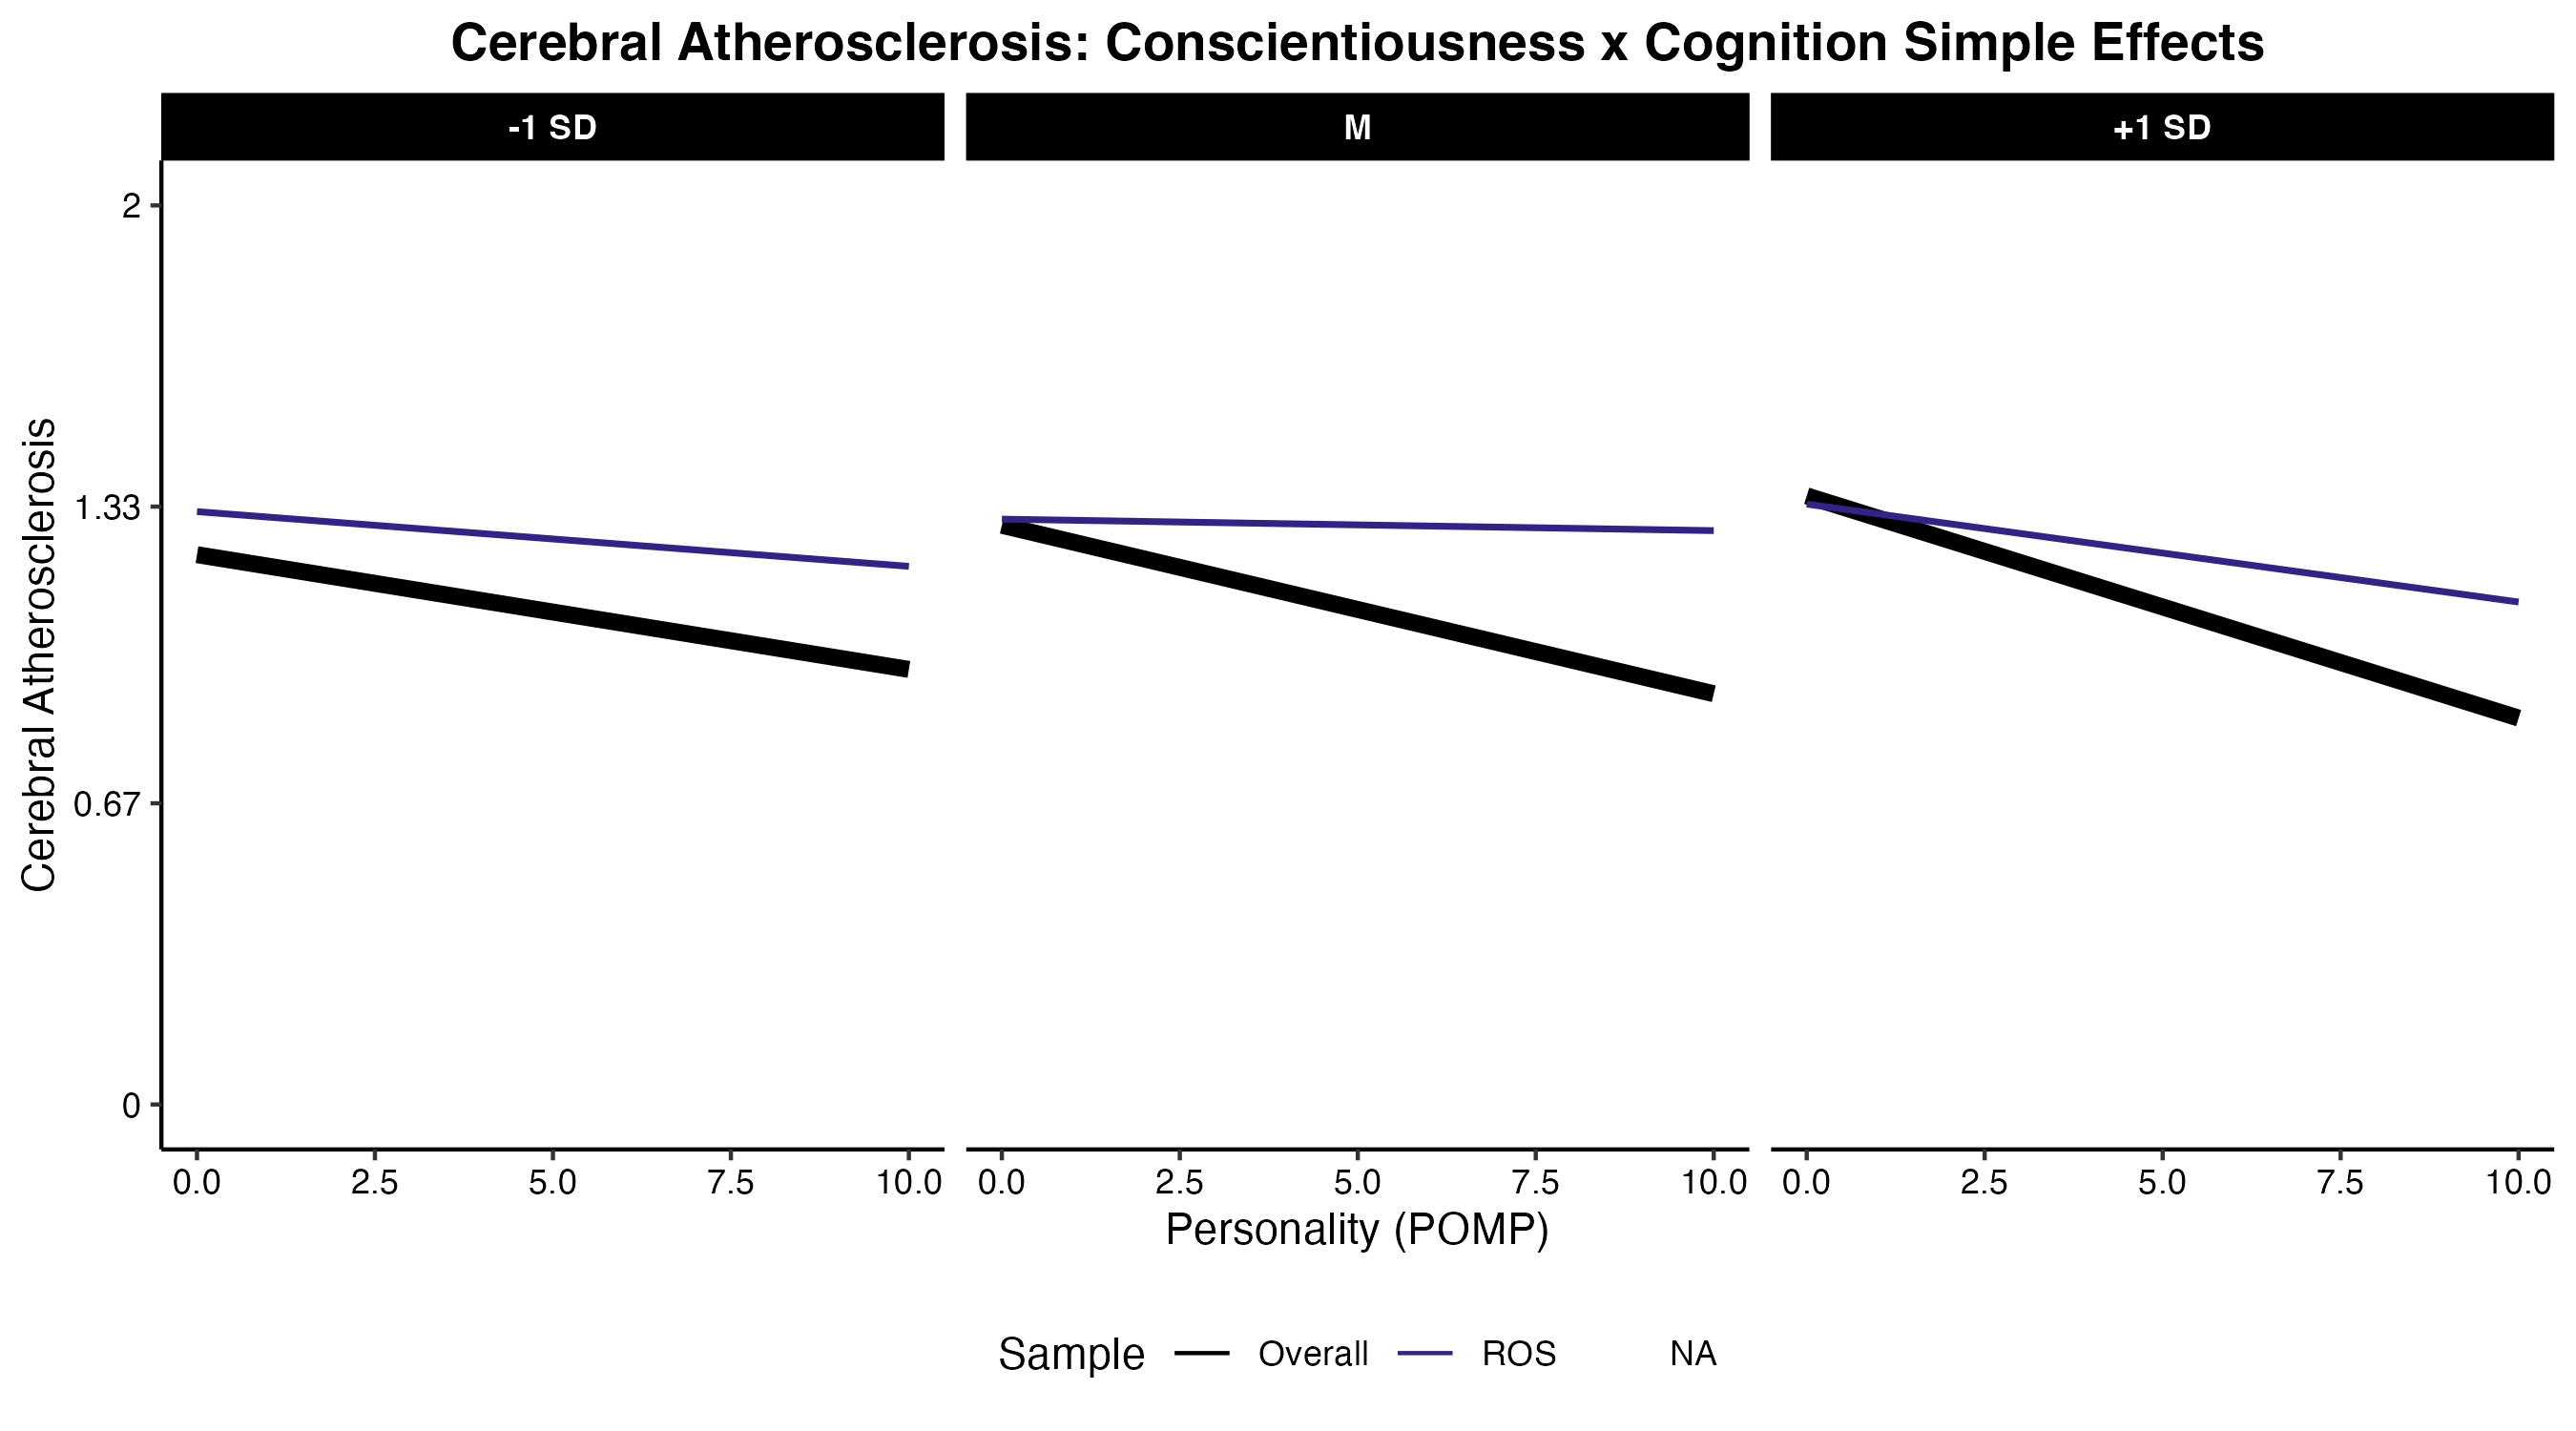 Cerebral Atherosclerosis: Conscientiousness x Cognition Simple Effects
-1 SD
M
+1 SD
Cerebral Atherosclerosis
2
1.33
0.67
0
0.0 2.5 5.0 7.5 10.0
0.0 2.5 5.0 7.5 10.0
0.0 2.5 5.0 7.5 10.0
Personality (POMP)
Sample Overall ROS NA